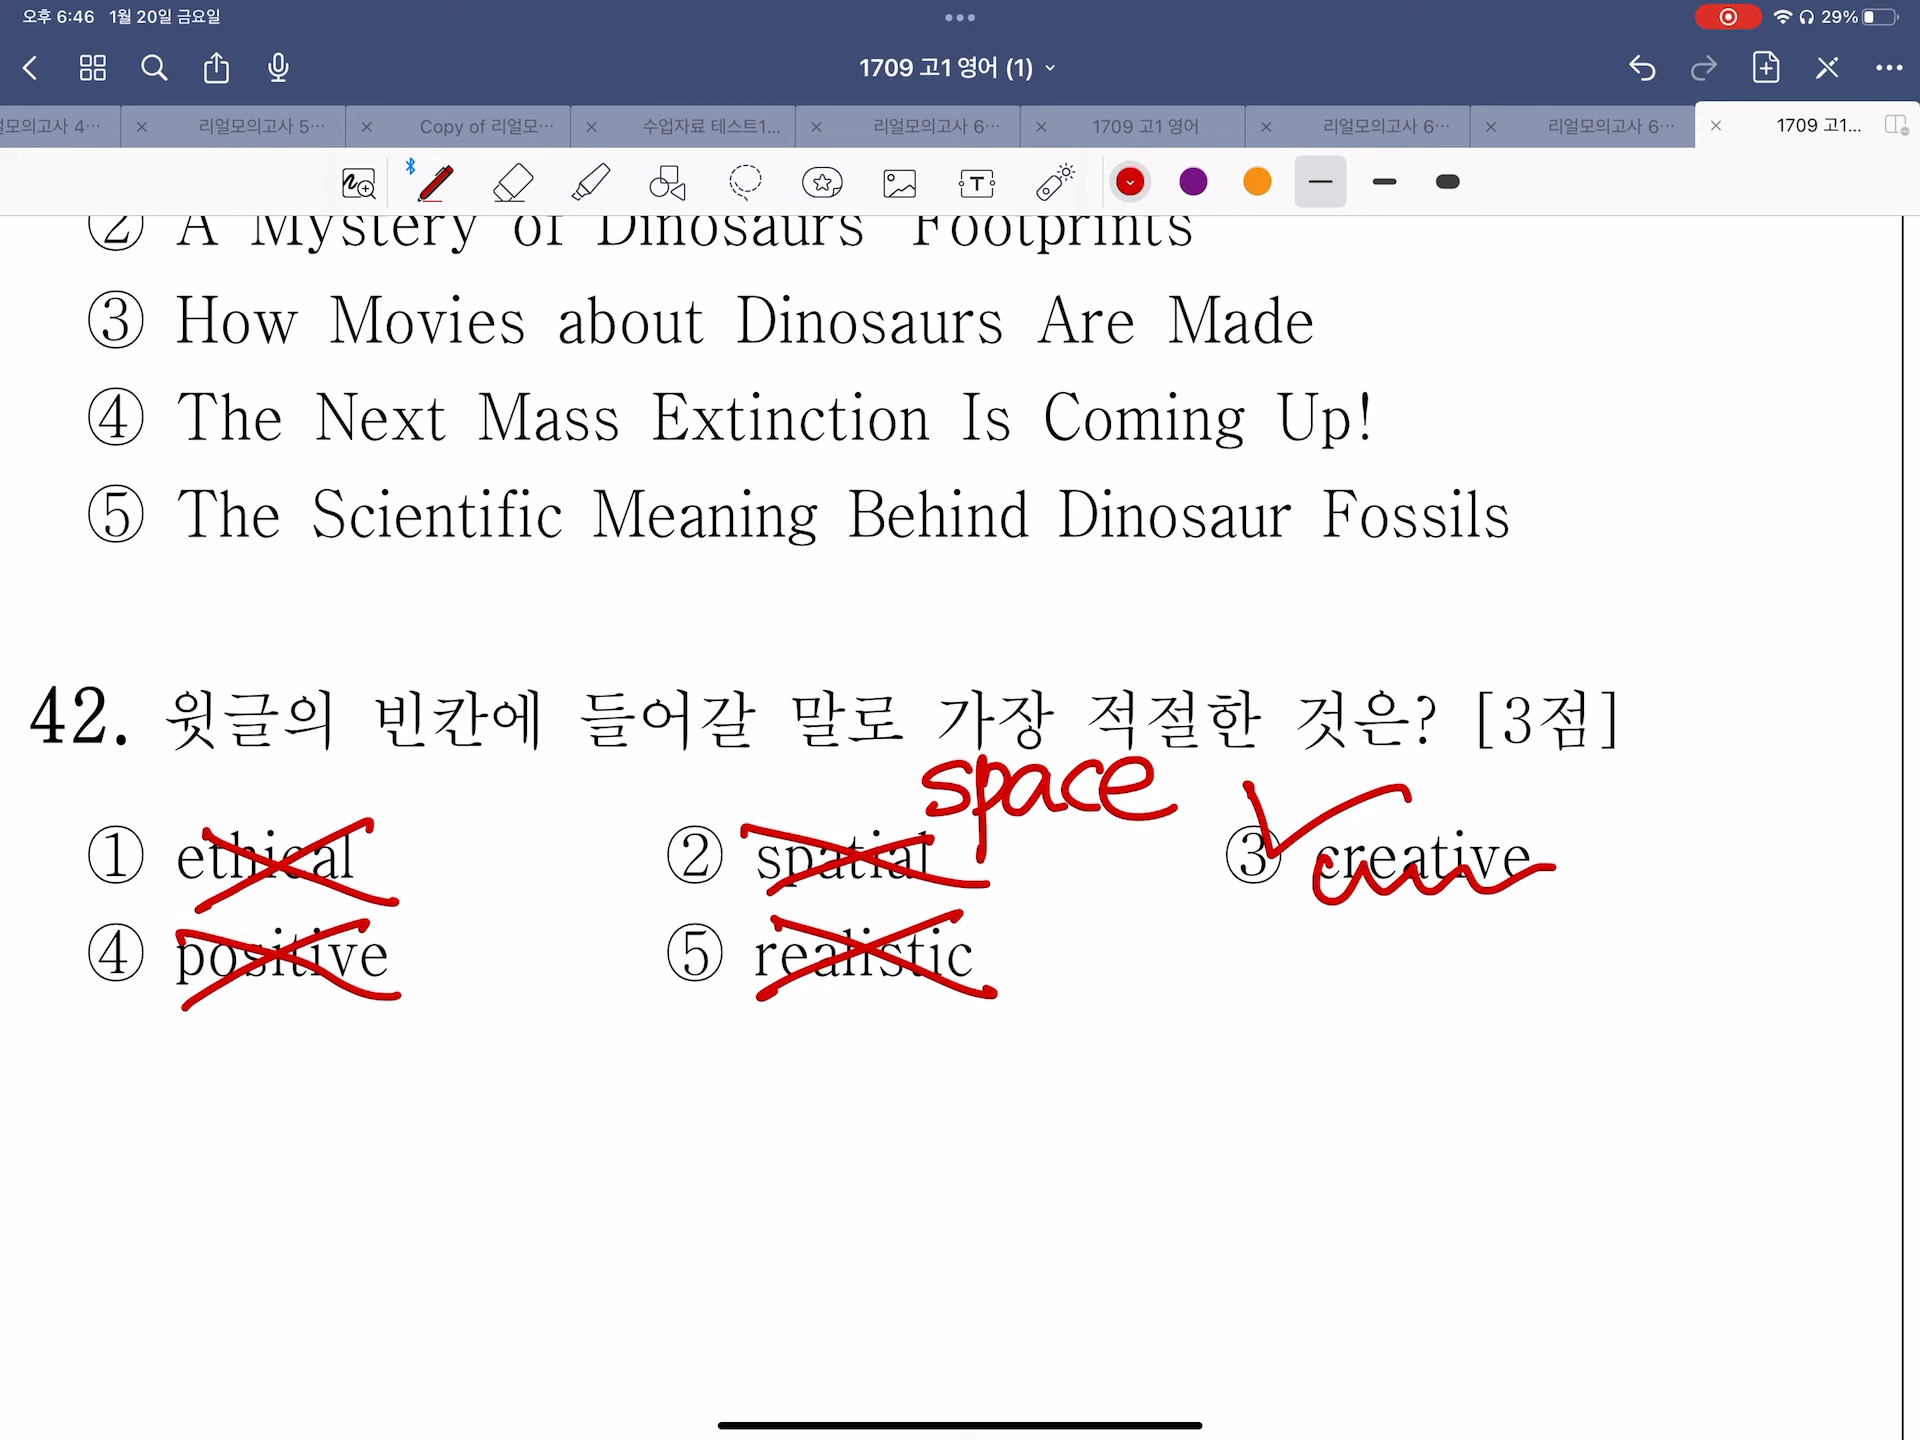 오후 6:46 1월 20일 금요일
29%
1709 고1 영어 (1)
모의고사 4… 리얼모의고사 5… Copy of 리얼모… 수업자료 테스트1... 리얼모의고사 6… 1709 고1 영어 리얼모의고사 6… 리얼모의고사 6… 1709 고1...
② A Mystery of Dinosaurs' Footprints
③ How Movies about Dinosaurs Are Made
④ The Next Mass Extinction Is Coming Up!
⑤ The Scientific Meaning Behind Dinosaur Fossils
42. 윗글의 빈칸에 들어갈 말로 가장 적절한 것은? [3점]
space
① ethical ② spatial ③ creative
④ positive ⑤ realistic